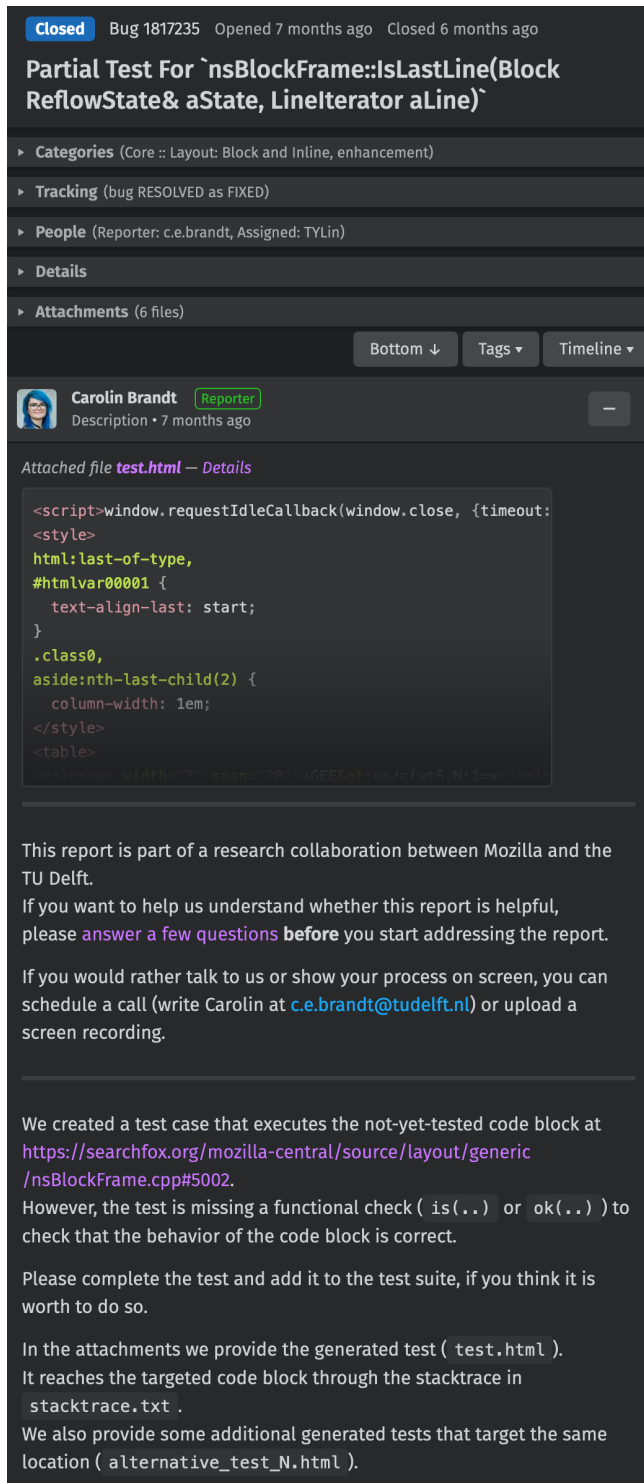 Closed Bug 1817235 Opened 7 months ago Closed 6 months ago
Partial Test For `nsBlockFrame::IsLastLine(Block
ReflowState& aState, LineIterator aLine)`
▸ Categories (Core :: Layout: Block and Inline, enhancement)
▸ Tracking (bug RESOLVED as FIXED)
▸ People (Reporter: c.e.brandt, Assigned: TYLin)
▸ Details
▸ Attachments (6 files)
Bottom ↓ Tags ▾ Timeline ▾
Carolin Brandt Reporter
Description • 7 months ago
−
Attached file test.html — Details
<script>window.requestIdleCallback(window.close, {timeout:
<style>
html:last-of-type,
#htmlvar00001 {
  text-align-last: start;
}
.class0,
aside:nth-last-child(2) {
  column-width: 1em;
</style>
<table>
<colgroup width="3" span="20">
This report is part of a research collaboration between Mozilla and the
TU Delft.
If you want to help us understand whether this report is helpful,
please answer a few questions before you start addressing the report.
If you would rather talk to us or show your process on screen, you can
schedule a call (write Carolin at c.e.brandt@tudelft.nl) or upload a
screen recording.
We created a test case that executes the not-yet-tested code block at
https://searchfox.org/mozilla-central/source/layout/generic
/nsBlockFrame.cpp#5002.
However, the test is missing a functional check ( is(..) or ok(..) ) to
check that the behavior of the code block is correct.
Please complete the test and add it to the test suite, if you think it is
worth to do so.
In the attachments we provide the generated test ( test.html ).
It reaches the targeted code block through the stacktrace in
stacktrace.txt .
We also provide some additional generated tests that target the same
location ( alternative_test_N.html ).